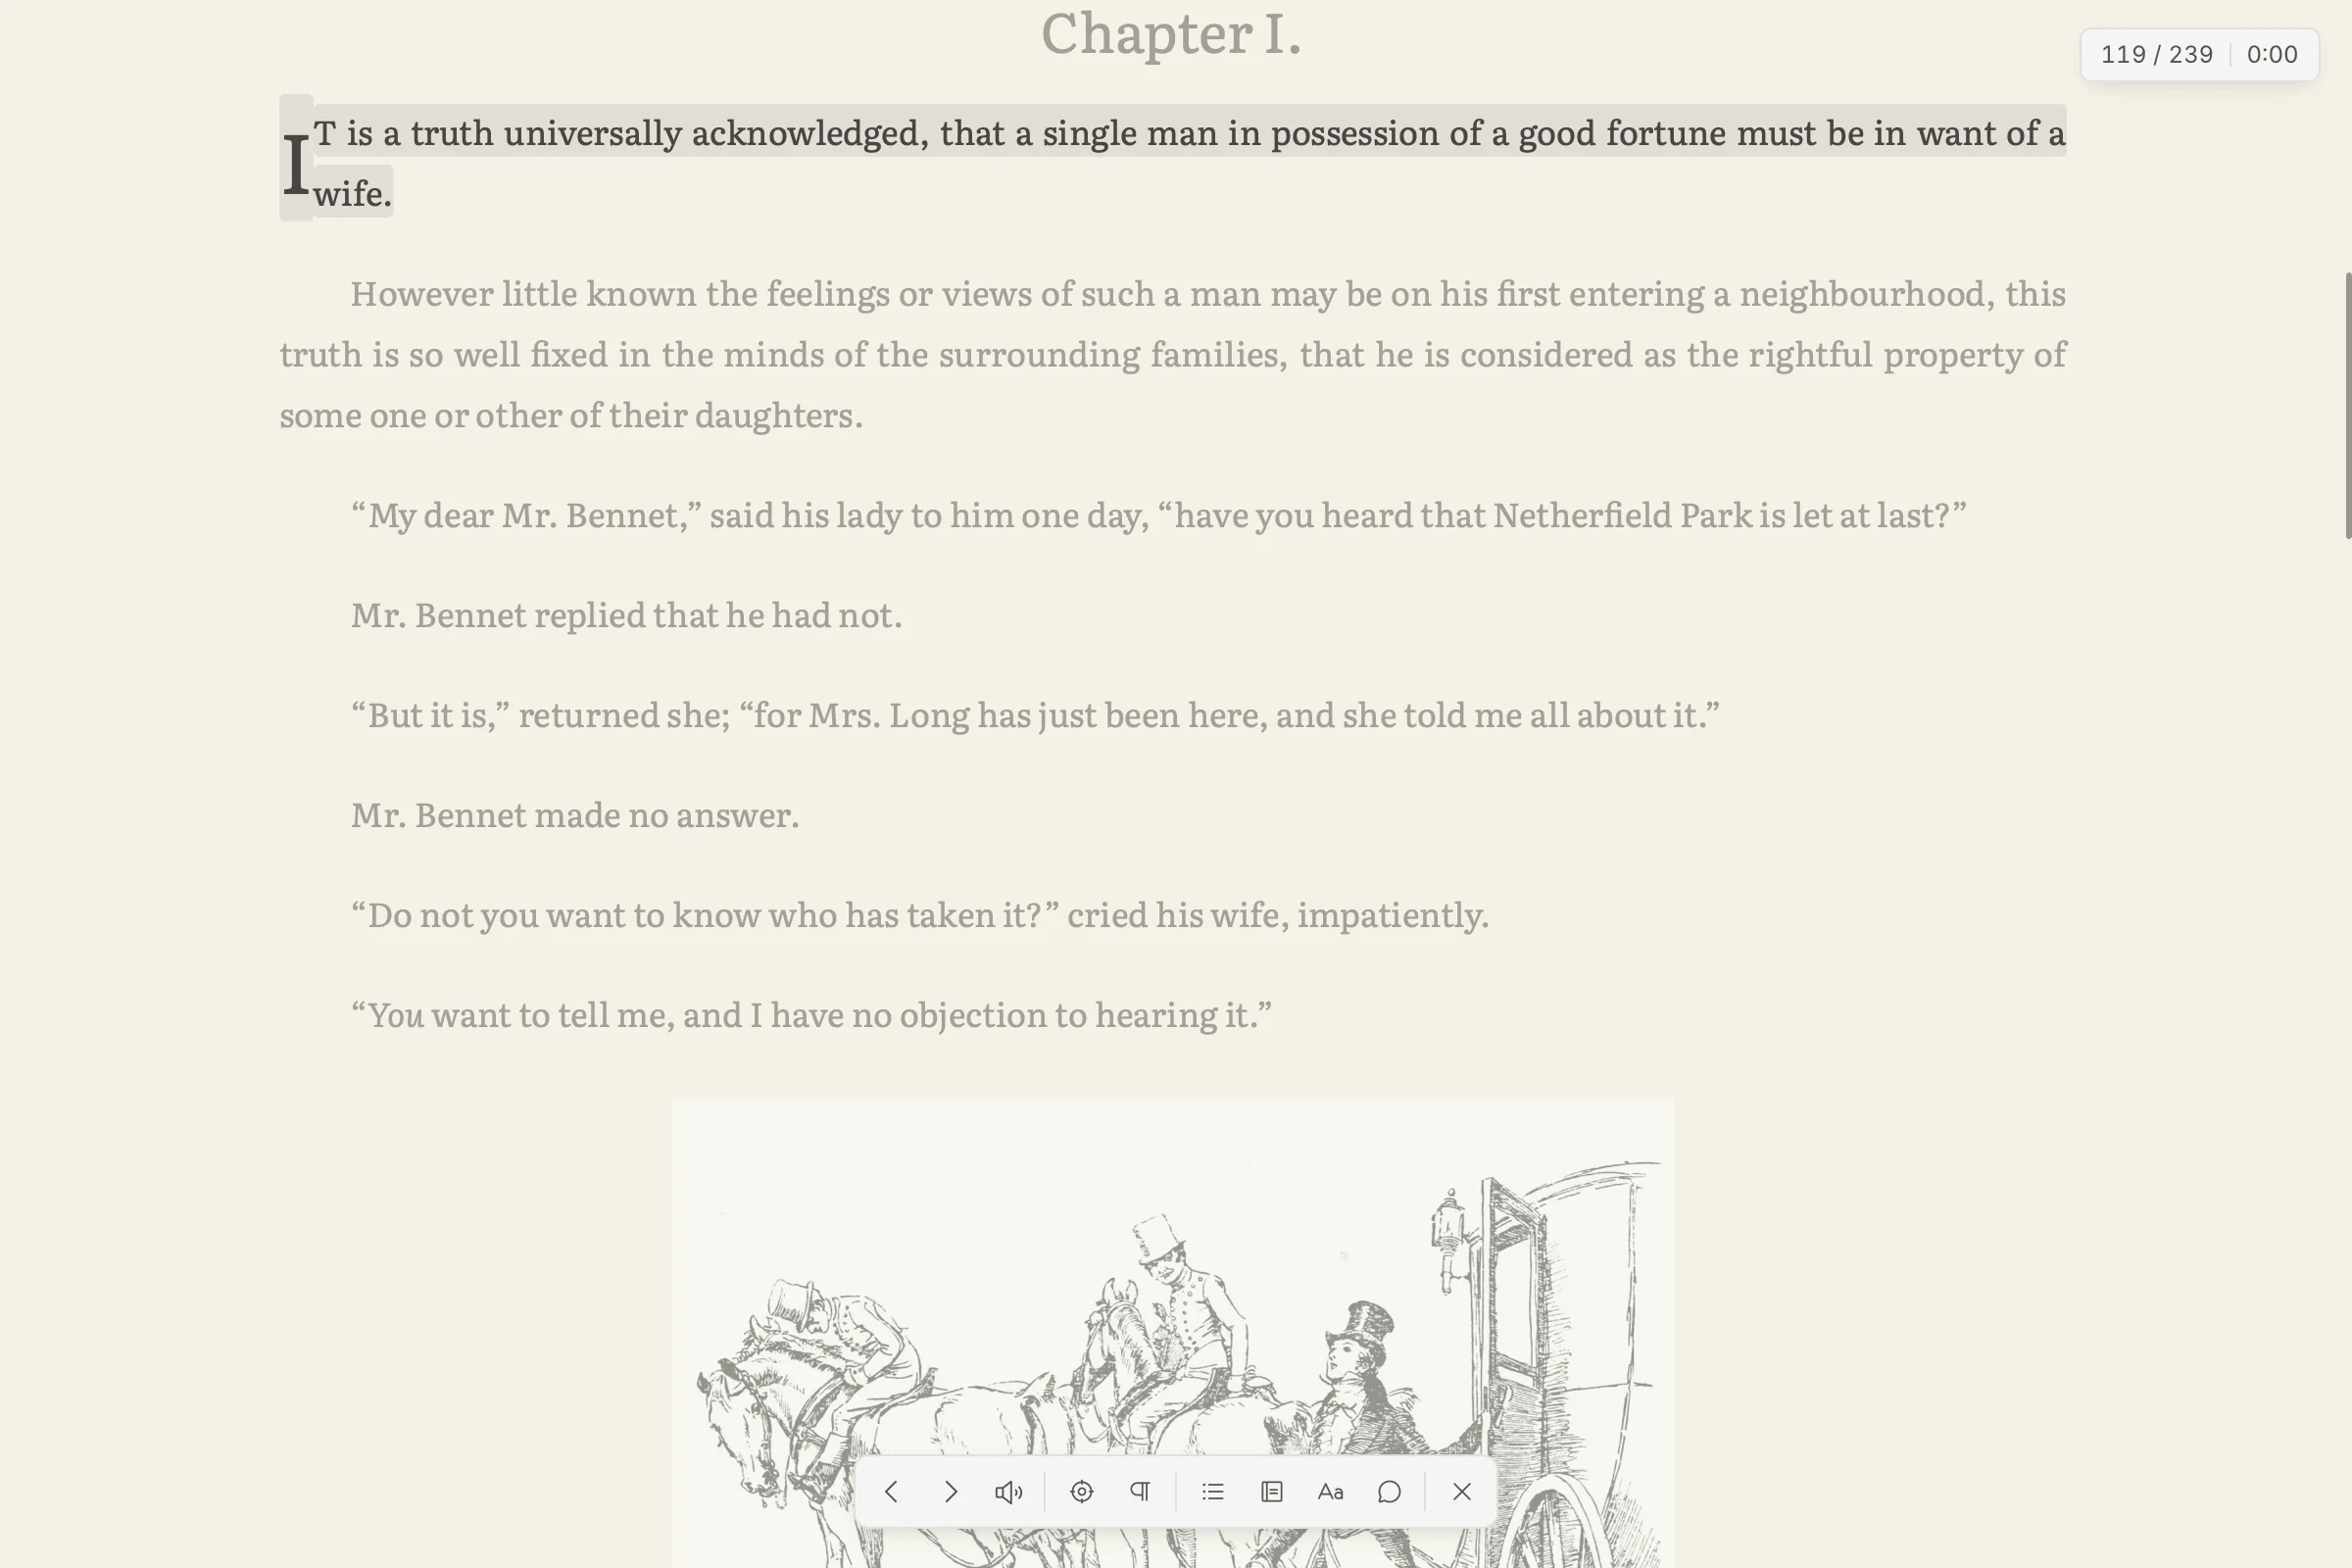 Chapter I.
119 / 239 | 0:00
IT is a truth universally acknowledged, that a single man in possession of a good fortune must be in want of a
wife.
However little known the feelings or views of such a man may be on his first entering a neighbourhood, this
truth is so well fixed in the minds of the surrounding families, that he is considered as the rightful property of
some one or other of their daughters.
“My dear Mr. Bennet,” said his lady to him one day, “have you heard that Netherfield Park is let at last?”
Mr. Bennet replied that he had not.
“But it is,” returned she; “for Mrs. Long has just been here, and she told me all about it.”
Mr. Bennet made no answer.
“Do not you want to know who has taken it?” cried his wife, impatiently.
“You want to tell me, and I have no objection to hearing it.”
Aa